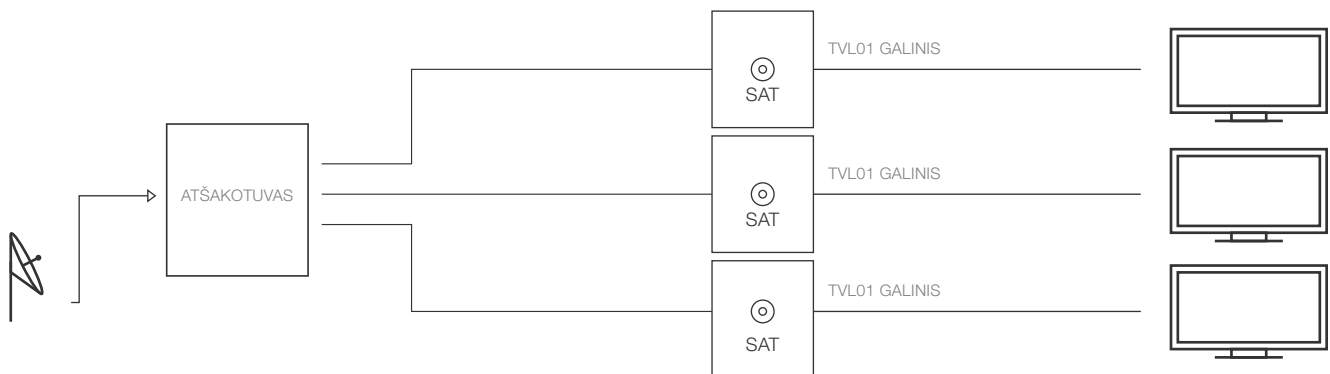 TVL01 GALINIS
SAT
ATŠAKOTUVAS
TVL01 GALINIS
SAT
TVL01 GALINIS
SAT